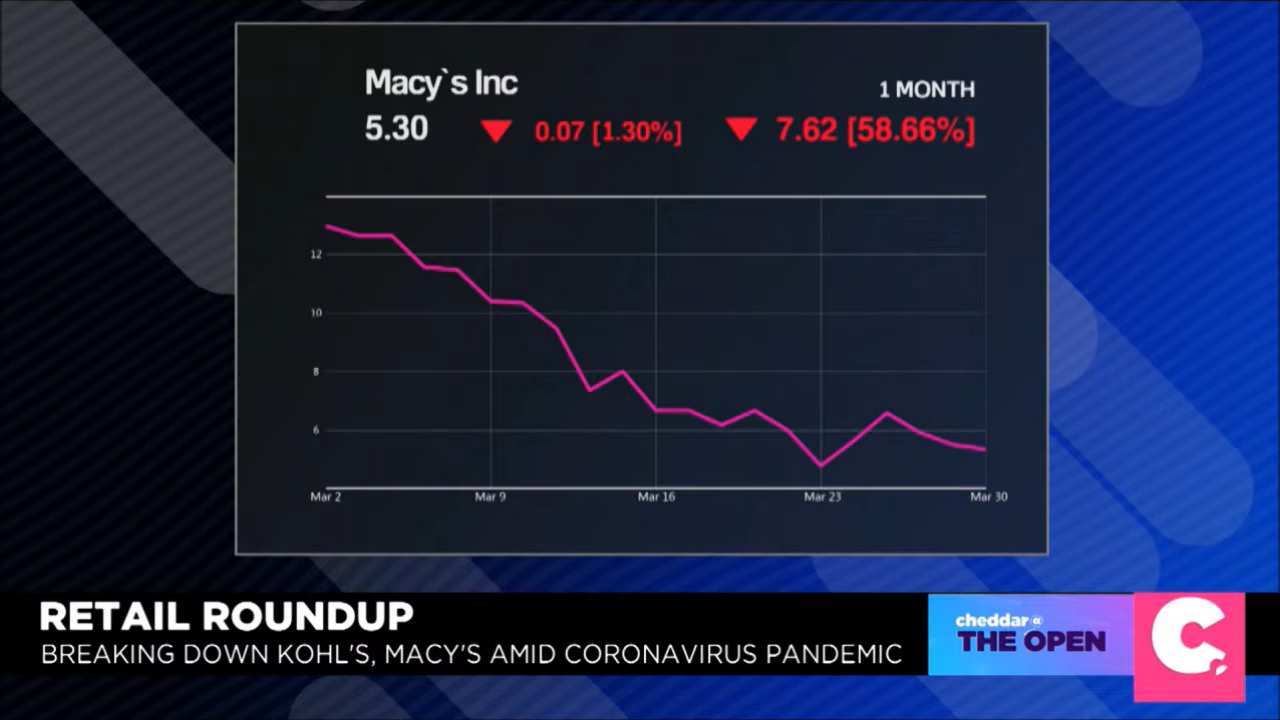 Macy`s Inc
1 MONTH
5.30 ▼ 0.07 [1.30%] ▼ 7.62 [58.66%]
12
10
8
6
Mar 2 Mar 9 Mar 16 Mar 23 Mar 30
RETAIL ROUNDUP
BREAKING DOWN KOHL'S, MACY'S AMID CORONAVIRUS PANDEMIC
cheddar @
THE OPEN
C